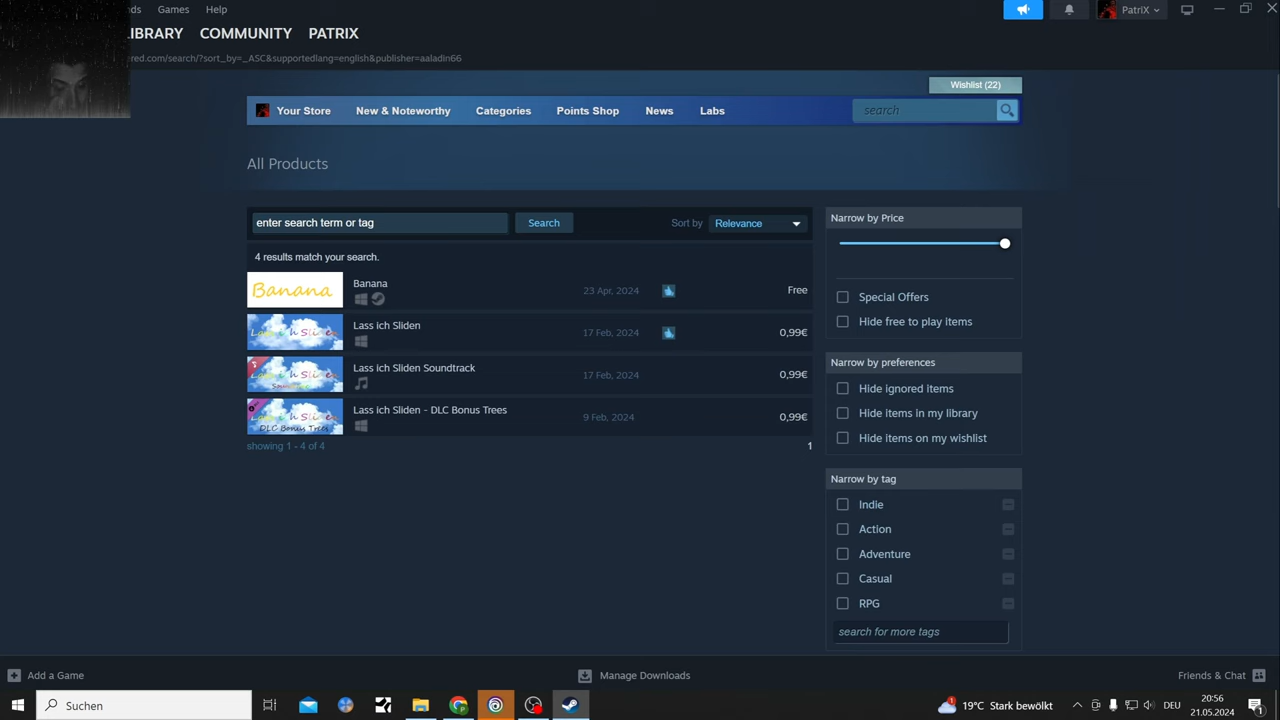 nds Games Help
PatriX
LIBRARY COMMUNITY PATRIX
ered.com/search/?sort_by=_ASC&supportedlang=english&publisher=aaladin66
Wishlist (22)
Your Store New & Noteworthy Categories Points Shop News Labs search
All Products
enter search term or tag Search Sort by Relevance
4 results match your search.
Banana Banana 23 Apr, 2024 Free
Lass ich Sliden Lass ich Sliden 17 Feb, 2024 0,99€
Lass ich Sliden Soundtrack 17 Feb, 2024 0,99€
DLC Bonus Trees Lass ich Sliden - DLC Bonus Trees 9 Feb, 2024 0,99€
showing 1 - 4 of 4 1
Narrow by Price
Special Offers
Hide free to play items
Narrow by preferences
Hide ignored items
Hide items in my library
Hide items on my wishlist
Narrow by tag
Indie
Action
Adventure
Casual
RPG
search for more tags
Add a Game Manage Downloads Friends & Chat
Suchen 1 19°C Stark bewölkt DEU 20:56
21.05.2024 1